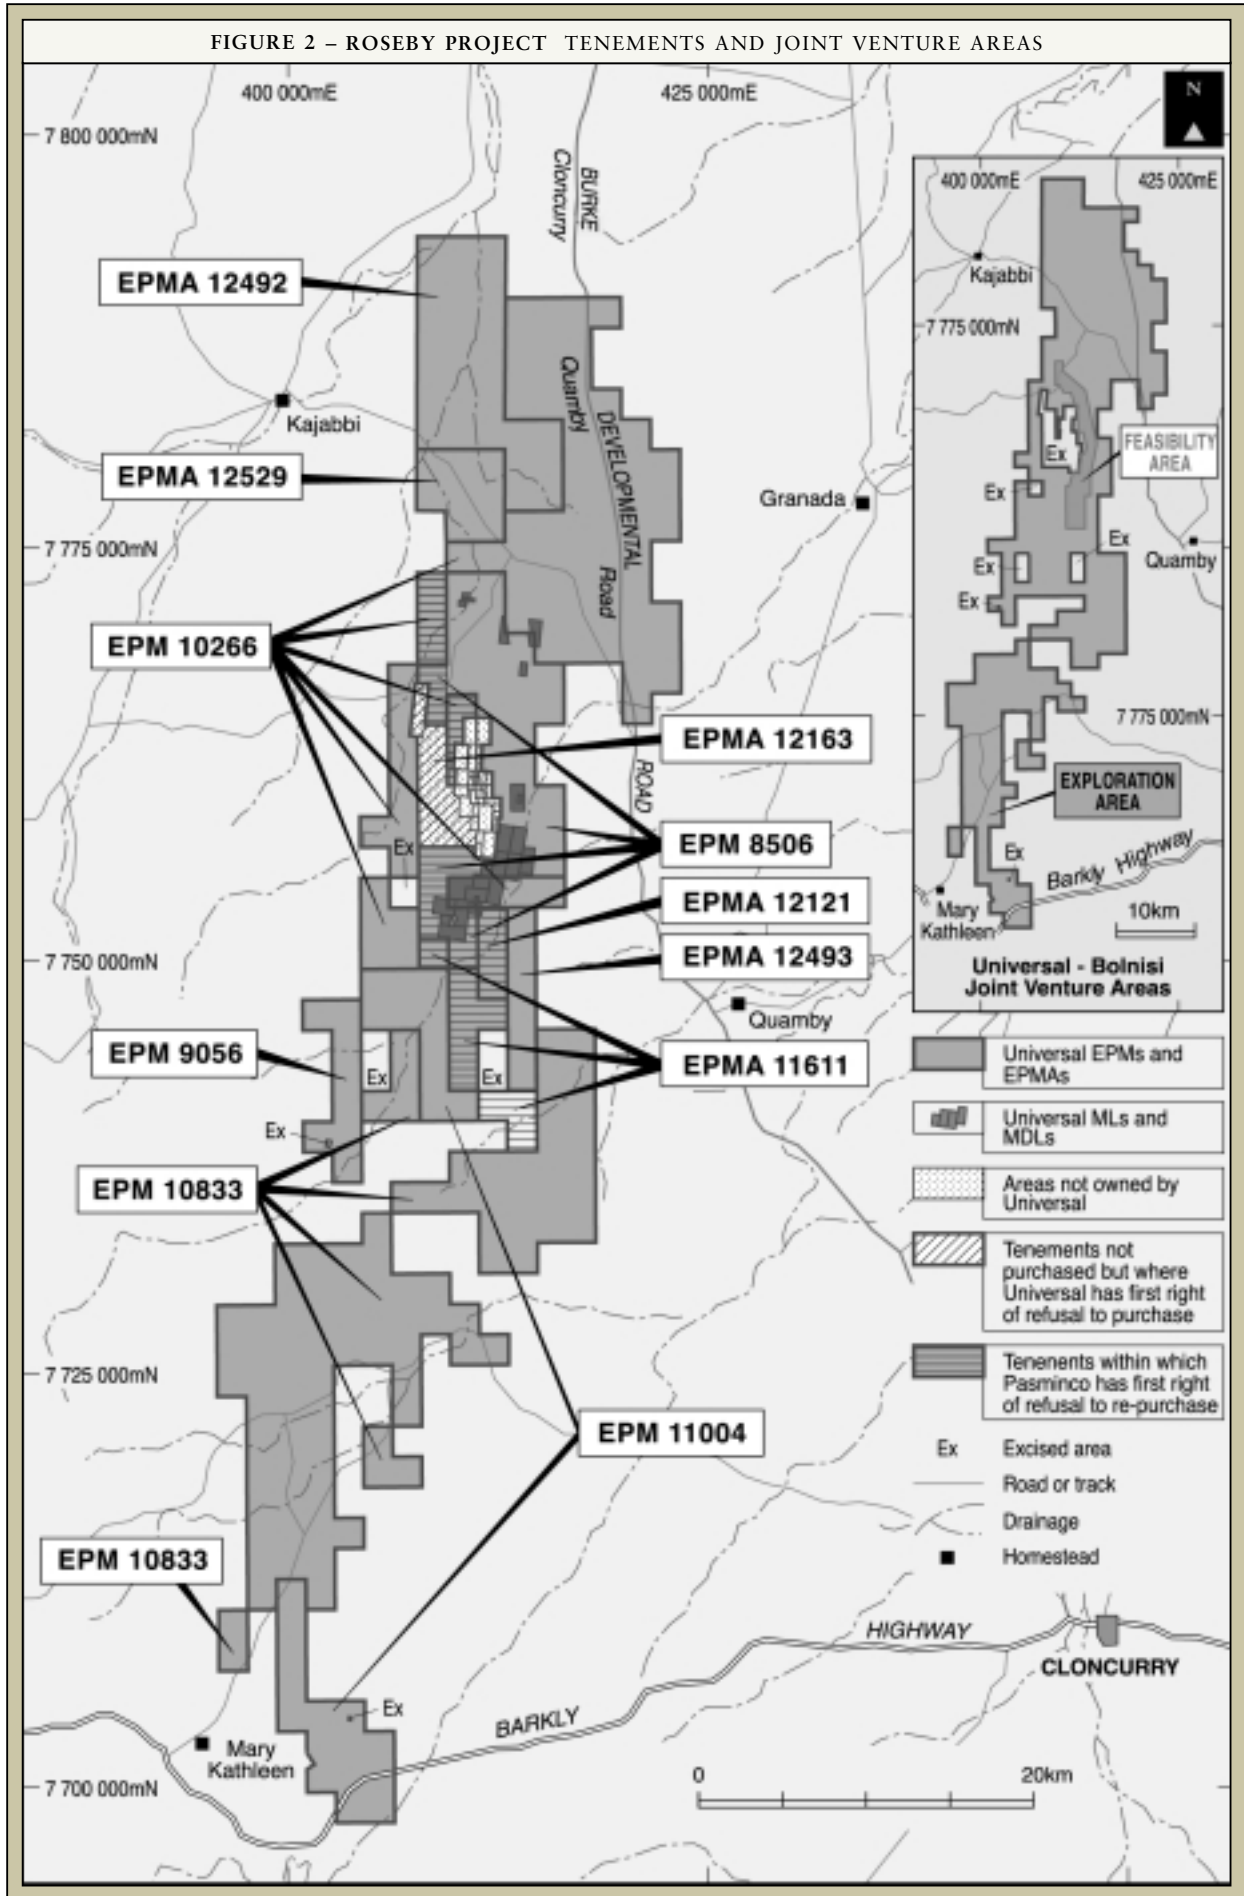 FIGURE 2 – ROSEBY PROJECT TENEMENTS AND JOINT VENTURE AREAS
400 000mE
425 000mE
7 800 000mN
N
BURKE
Cloncurry
EPMA 12492
Kajabbi
Quamby
DEVELOPMENTAL
Road
EPMA 12529
Granada
7 775 000mN
EPM 10266
EPMA 12163
ROAD
Ex
EPM 8506
EPMA 12121
7 750 000mN
EPMA 12493
Quamby
EPM 9056
Ex
Ex
EPMA 11611
Ex
EPM 10833
7 725 000mN
EPM 11004
EPM 10833
Ex
Mary
Kathleen
BARKLY
HIGHWAY
CLONCURRY
7 700 000mN
0
20km
400 000mE
425 000mE
Kajabbi
7 775 000mN
FEASIBILITY
AREA
Ex
Ex
Ex
Quamby
Ex
Ex
7 775 000mN
EXPLORATION
AREA
Ex
Barkly Highway
Mary
Kathleen
10km
Universal - Bolnisi
Joint Venture Areas
Universal EPMs and
EPMAs
Universal MLs and
MDLs
Areas not owned by
Universal
Tenements not
purchased but where
Universal has first right
of refusal to purchase
Tenenents within which
Pasminco has first right
of refusal to re-purchase
Ex Excised area
Road or track
Drainage
Homestead